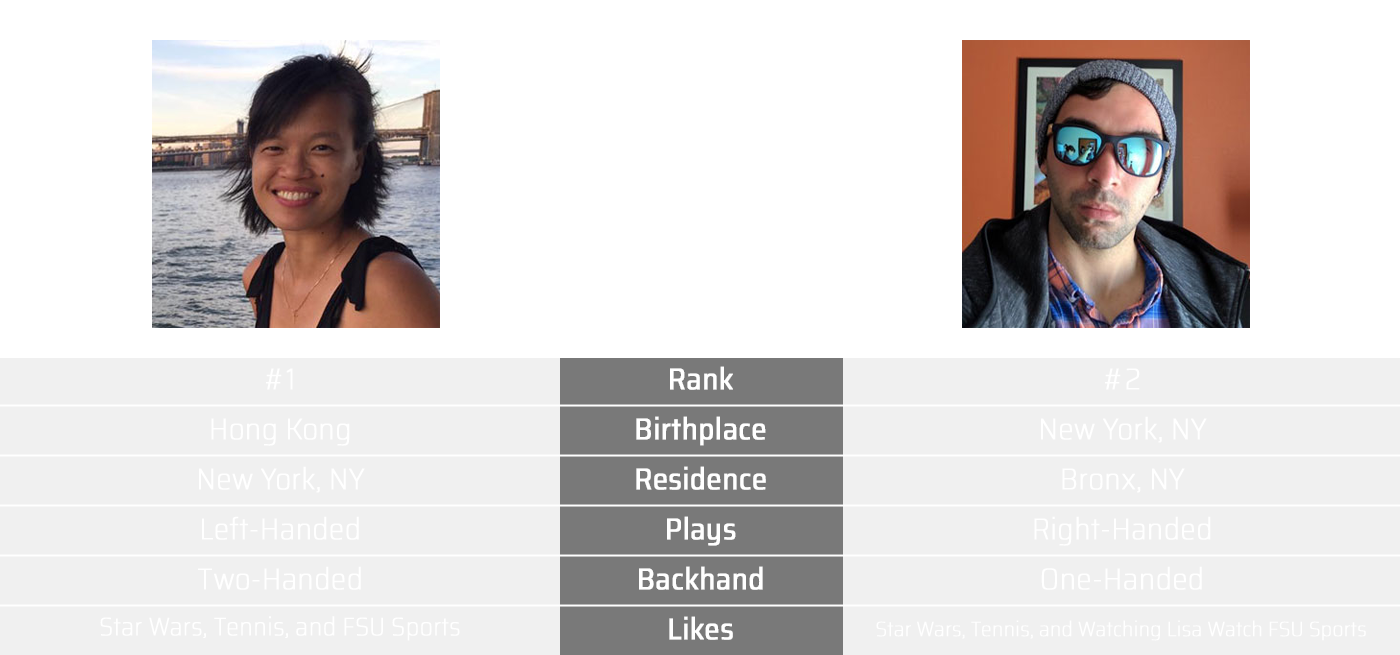 #1 Rank #2
Hong Kong Birthplace New York, NY
New York, NY Residence Bronx, NY
Left-Handed Plays Right-Handed
Two-Handed Backhand One-Handed
Star Wars, Tennis, and FSU Sports Likes Star Wars, Tennis, and Watching Lisa Watch FSU Sports